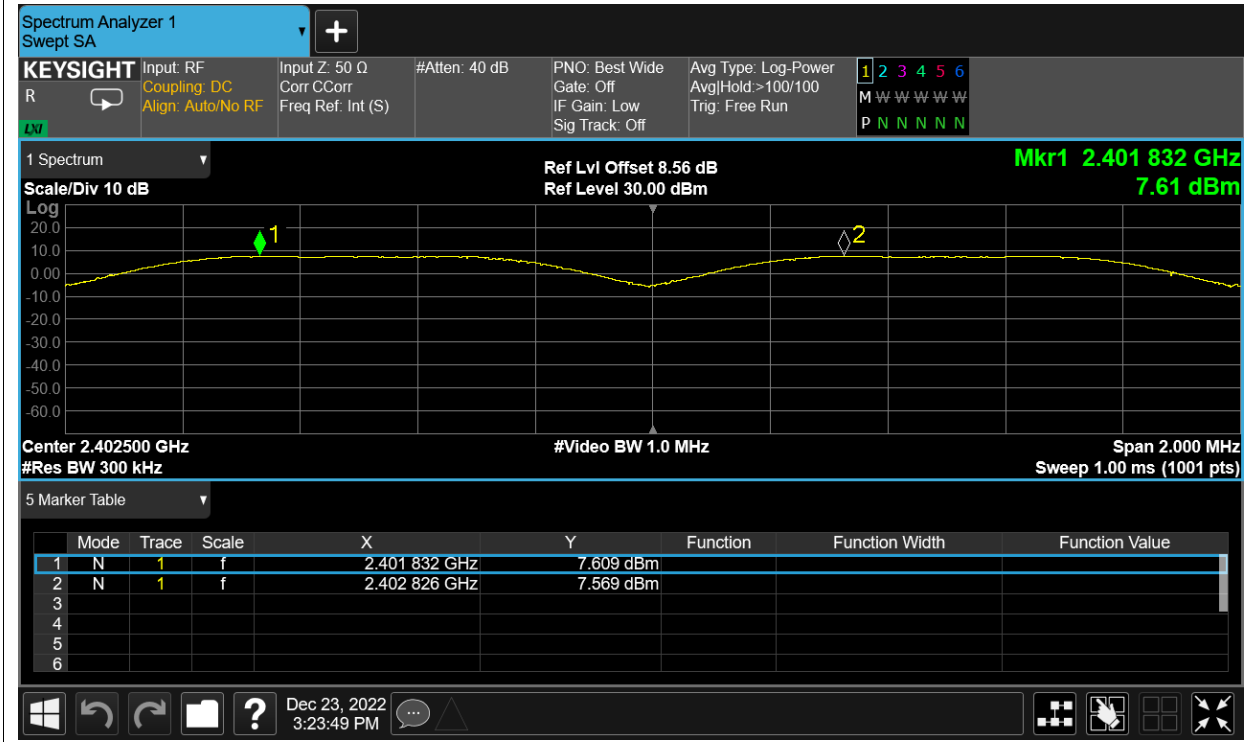 Spectrum Analyzer 1
Swept SA
+
KEYSIGHT
R
LXI
Input: RF
Coupling: DC
Align: Auto/No RF
Input Z: 50 Ω
Corr CCorr
Freq Ref: Int (S)
#Atten: 40 dB
PNO: Best Wide
Gate: Off
IF Gain: Low
Sig Track: Off
Avg Type: Log-Power
Avg|Hold:>100/100
Trig: Free Run
1 2 3 4 5 6
M W W W W W
P N N N N N
1 Spectrum
Scale/Div 10 dB
Ref Lvl Offset 8.56 dB
Ref Level 30.00 dBm
Mkr1 2.401 832 GHz
7.61 dBm
Log
20.0
10.0
0.00
-10.0
-20.0
-30.0
-40.0
-50.0
-60.0
1
2
Center 2.402500 GHz
#Video BW 1.0 MHz
Span 2.000 MHz
#Res BW 300 kHz
Sweep 1.00 ms (1001 pts)
5 Marker Table
Mode Trace Scale X Y Function Function Width Function Value
1 N 1 f 2.401 832 GHz 7.609 dBm
2 N 1 f 2.402 826 GHz 7.569 dBm
3
4
5
6
?
Dec 23, 2022
3:23:49 PM